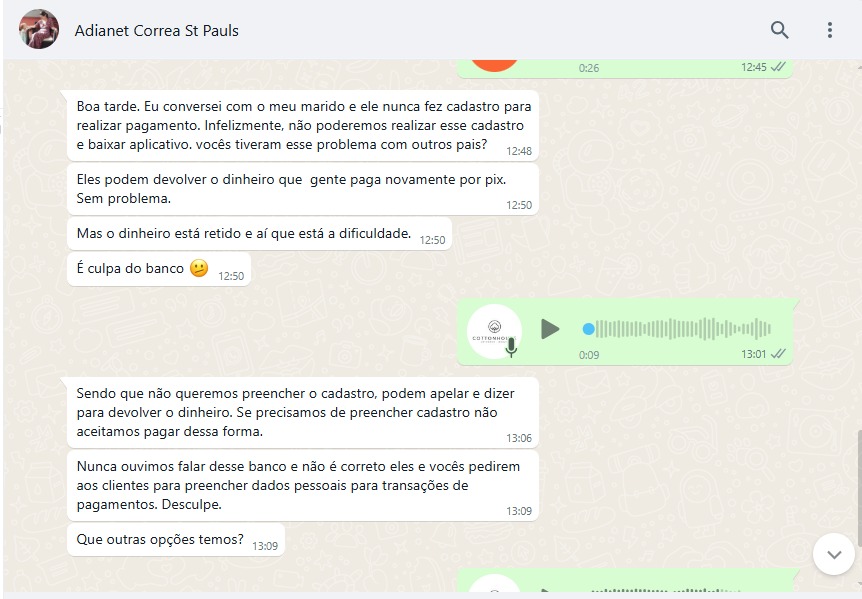 Adianet Correa St Pauls
0:26 12:45
Boa tarde. Eu conversei com o meu marido e ele nunca fez cadastro para
realizar pagamento. Infelizmente, não poderemos realizar esse cadastro
e baixar aplicativo. vocês tiveram esse problema com outros pais? 12:48
Eles podem devolver o dinheiro que  gente paga novamente por pix.
Sem problema. 12:50
Mas o dinheiro está retido e aí que está a dificuldade. 12:50
É culpa do banco 🫤 12:50
0:09 13:01
Sendo que não queremos preencher o cadastro, podem apelar e dizer
para devolver o dinheiro. Se precisamos de preencher cadastro não
aceitamos pagar dessa forma. 13:06
Nunca ouvimos falar desse banco e não é correto eles e vocês pedirem
aos clientes para preencher dados pessoais para transações de
pagamentos. Desculpe. 13:09
Que outras opções temos? 13:09